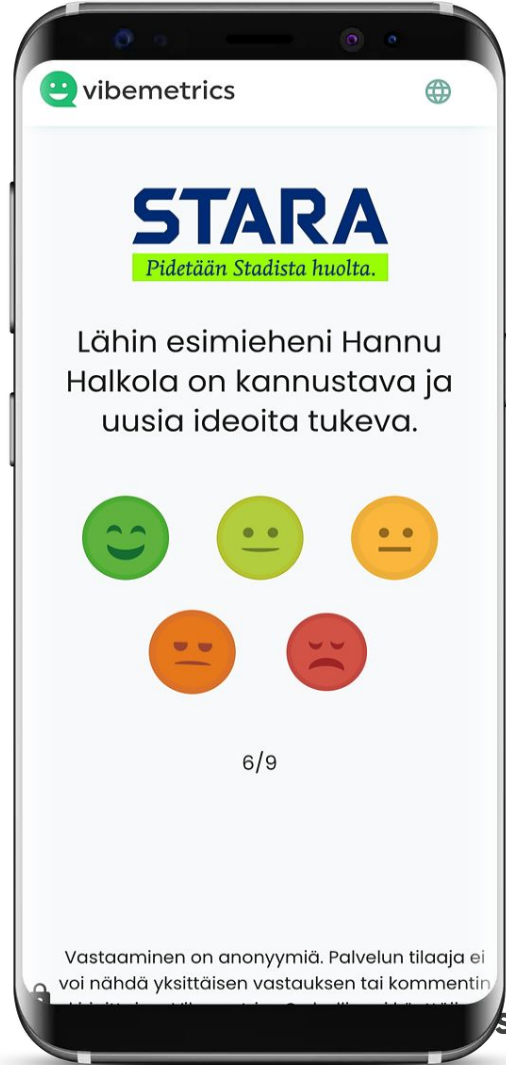 vibemetrics
STARA
Pidetään Stadista huolta.
Lähin esimieheni Hannu
Halkola on kannustava ja
uusia ideoita tukeva.
6/9
Vastaaminen on anonyymiä. Palvelun tilaaja ei
voi nähdä yksittäisen vastauksen tai kommentin